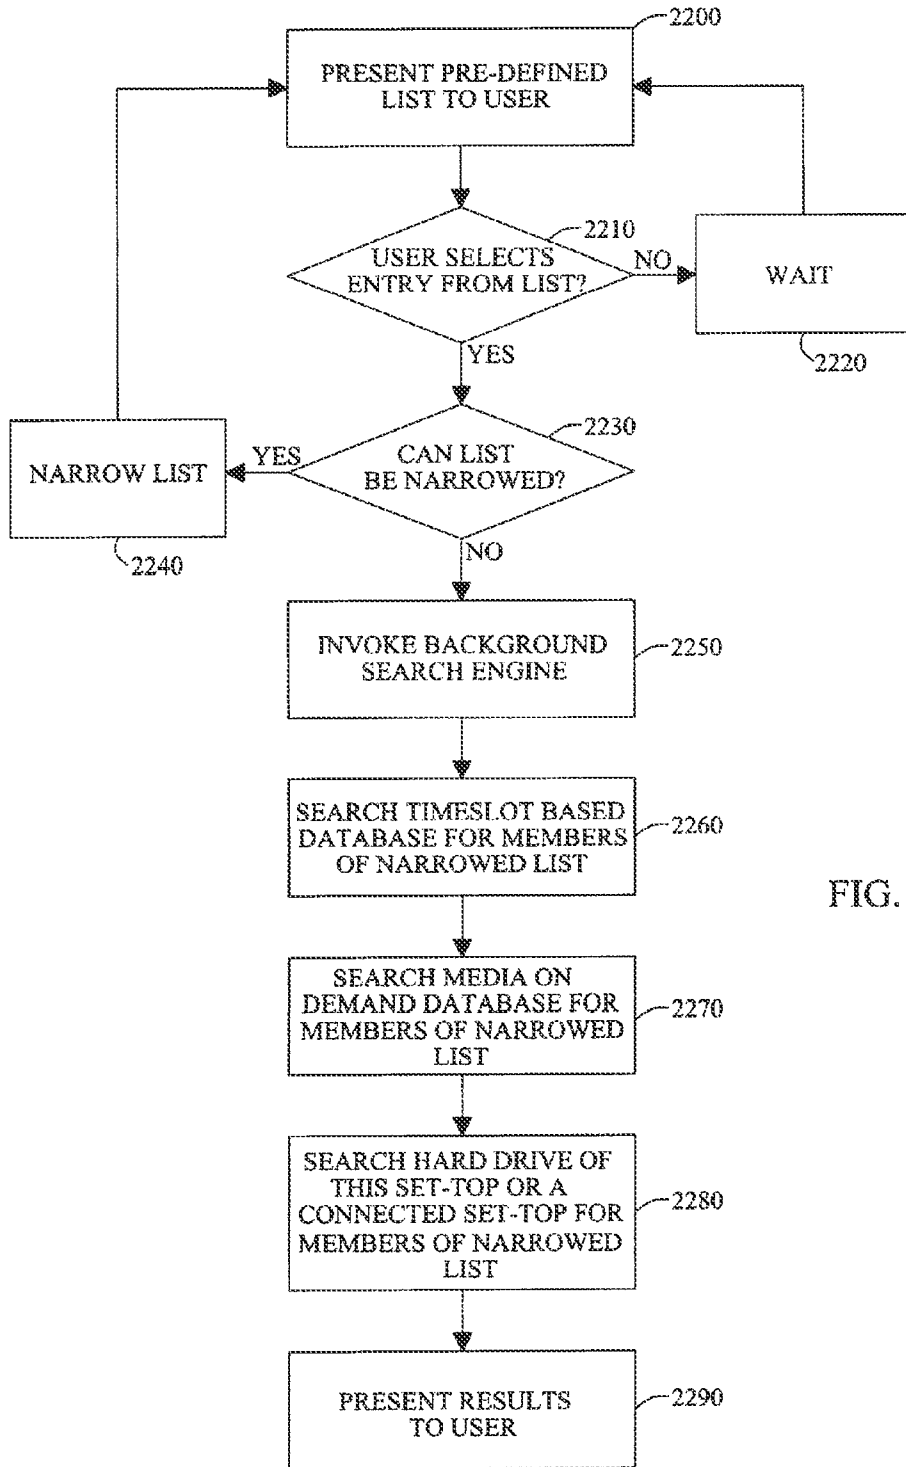 2200
PRESENT PRE-DEFINED
LIST TO USER
2210
USER SELECTS
ENTRY FROM LIST?
NO
WAIT
2220
YES
2230
CAN LIST
BE NARROWED?
YES
NARROW LIST
2240
NO
INVOKE BACKGROUND
SEARCH ENGINE
2250
SEARCH TIMESLOT BASED
DATABASE FOR MEMBERS
OF NARROWED LIST
2260
FIG.
SEARCH MEDIA ON
DEMAND DATABASE FOR
MEMBERS OF NARROWED
LIST
2270
SEARCH HARD DRIVE OF
THIS SET-TOP OR A
CONNECTED SET-TOP FOR
MEMBERS OF NARROWED
LIST
2280
PRESENT RESULTS
TO USER
2290